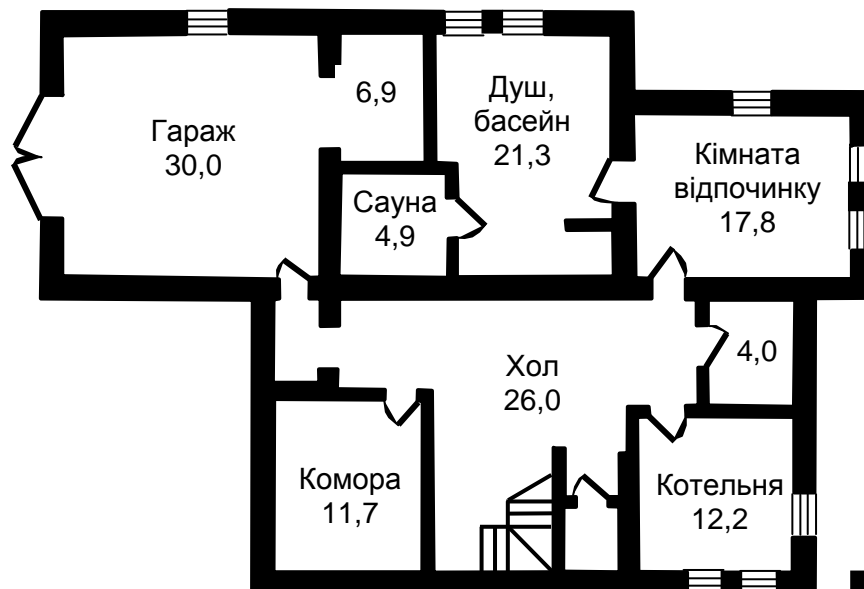 Гараж
30,0
6,9
Душ,
басейн
21,3
Кімната
відпочинку
17,8
Сауна
4,9
Хол
26,0
4,0
Комора
11,7
Котельня
12,2